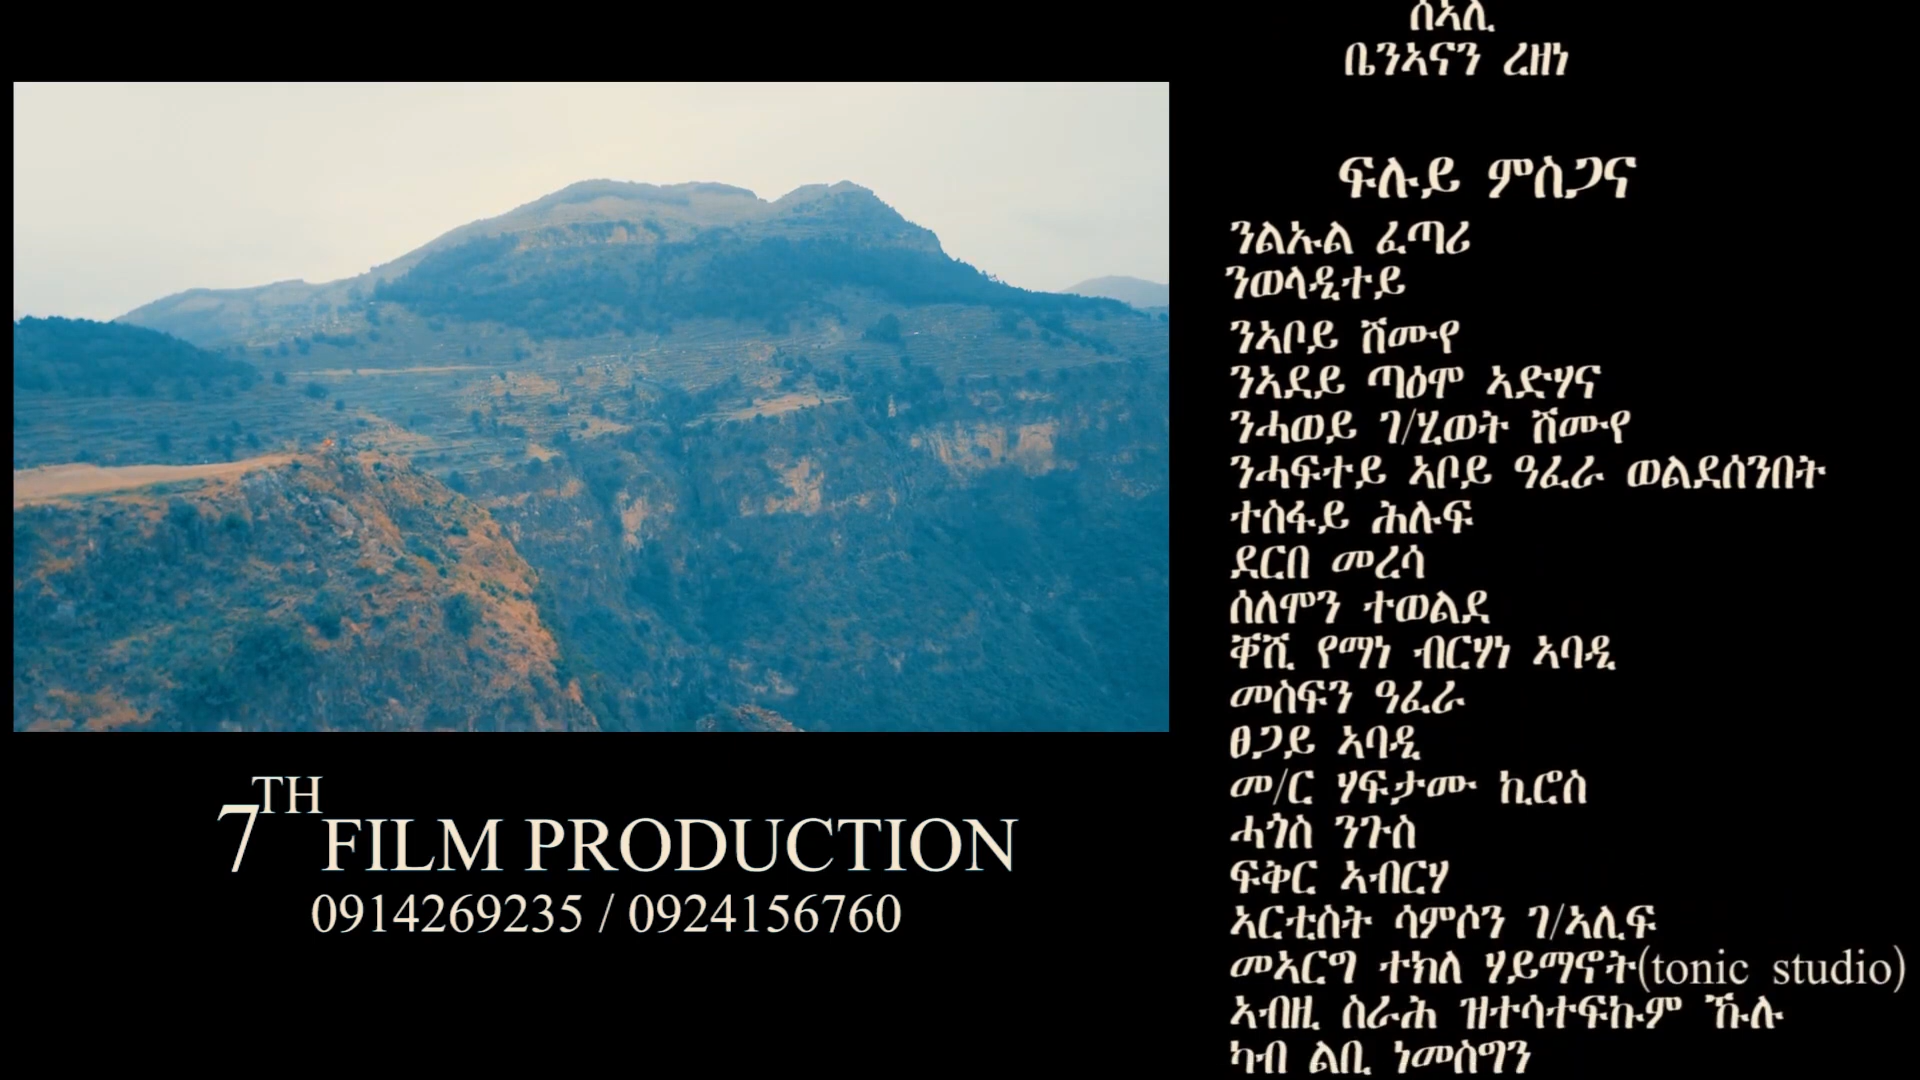 ሰኣሊ
ቤንኣናን ረዘነ
ፍሉይ ምስጋና
ንልኡል ፈጣሪ
ንወላዲተይ
ንኣቦይ ሽሙየ
ንኣደይ ጣዕሞ ኣድሃና
ንሓወይ ገ/ሂወት ሽሙየ
ንሓፍተይ ኣቦይ ዓፈራ ወልደሰንበት
ተስፋይ ሕሉፍ
ደርበ መረሳ
ሰለሞን ተወልደ
ቐሺ የማነ ብርሃነ ኣባዲ
መስፍን ዓፈራ
ፀጋይ ኣባዲ
መ/ር ሃፍታሙ ኪሮስ
ሓጎስ ንጉስ
ፍቅር ኣብርሃ
ኣርቲስት ሳምሶን ገ/ኣሊፍ
መኣርግ ተክለ ሃይማኖት(tonic studio)
ኣብዚ ስራሕ ዝተሳተፍኩም ኹሉ
ካብ ልቢ ነመስግን
7TH FILM PRODUCTION
0914269235 / 0924156760